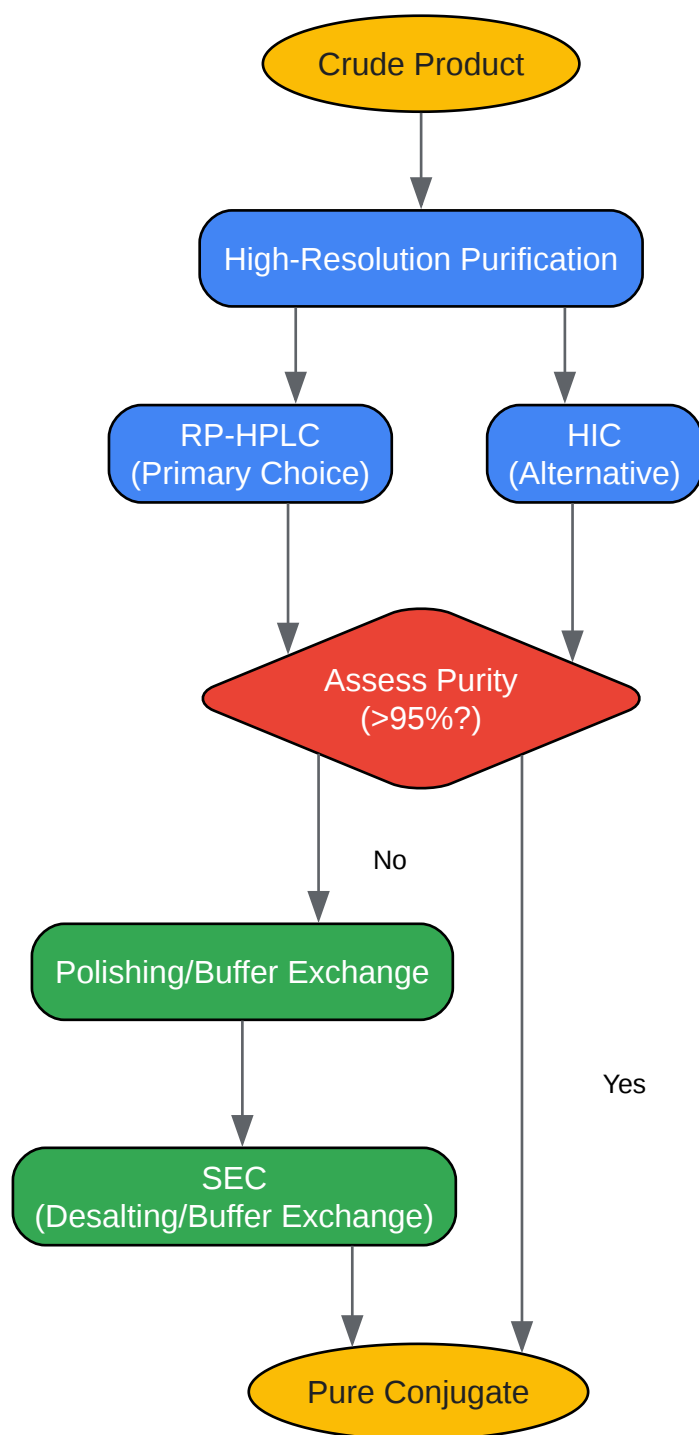 Crude Product
High-Resolution Purification
RP-HPLC
(Primary Choice)
HIC
(Alternative)
Assess Purity
(>95%?)
No
Polishing/Buffer Exchange
Yes
SEC
(Desalting/Buffer Exchange)
Pure Conjugate